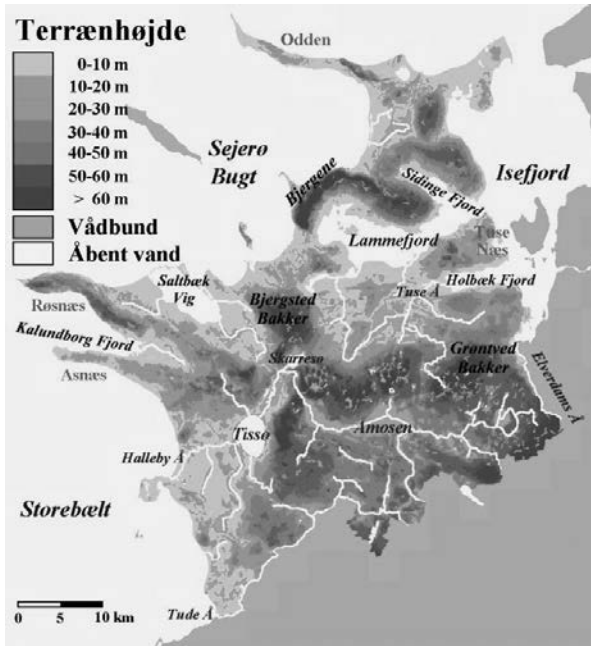 Terrænhøjde
0-10 m
10-20 m
20-30 m
30-40 m
40-50 m
50-60 m
> 60 m
Vådbund
Åbent vand
Odden
Sejerø
Bugt
Bjergene
Sidinge Fjord
Isefjord
Lammefjord
Tuse
Næs
Saltbæk
Vig
Røsnæs
Bjergsted
Bakker
Tuse Å
Holbæk Fjord
Kalundborg Fjord
Skarresø
Grøntved
Bakker
Asnæs
Elverdams Å
Tissø
Åmosen
Halleby Å
Storebælt
Tude Å
0 5 10 km